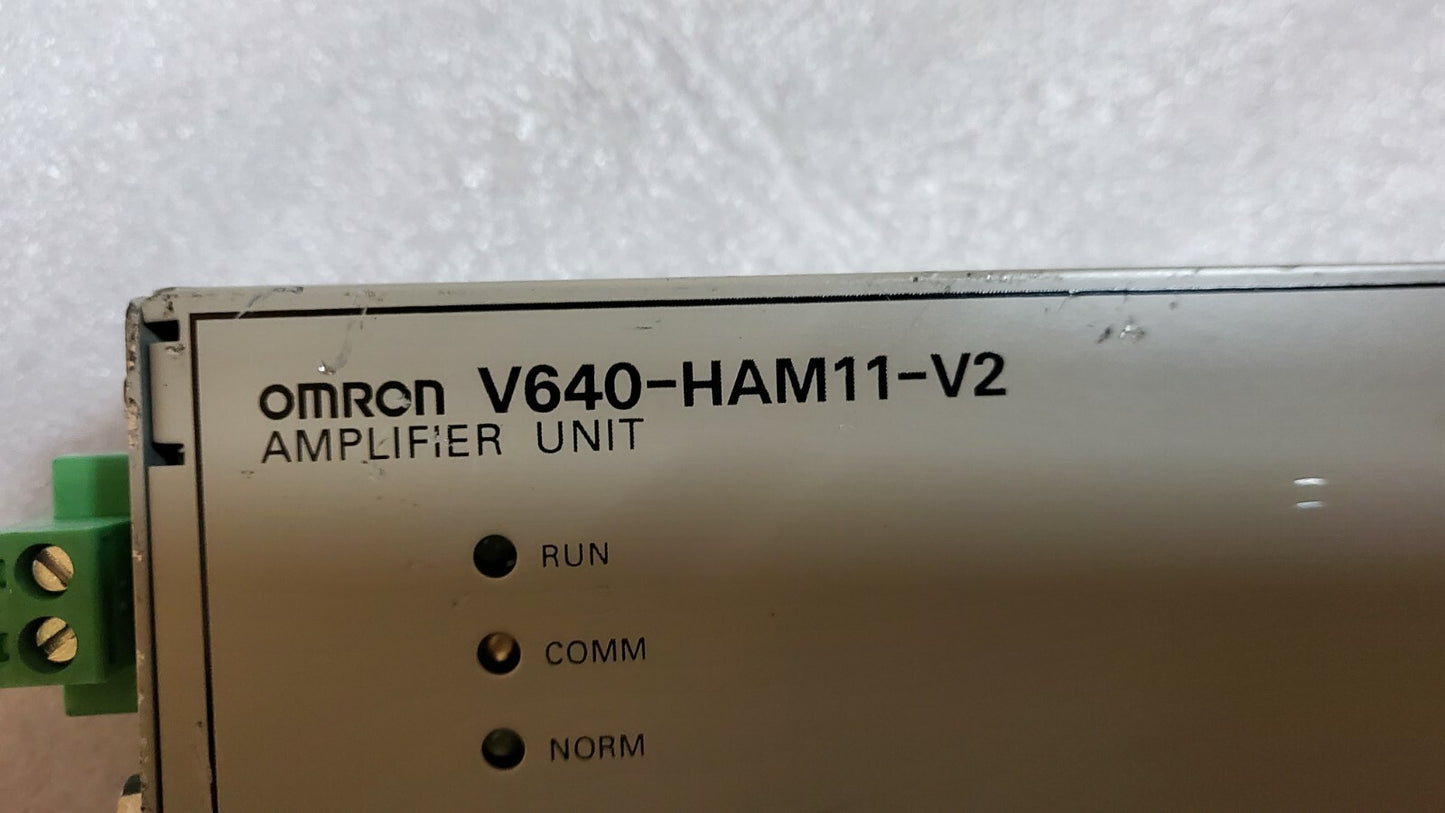 OMRON V640-HAM11-V2
AMPLIFIER UNIT
RUN
COMM
NORM